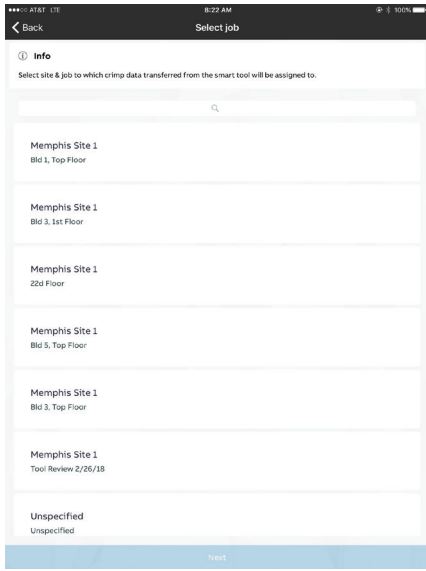 AT&T LTE 8:22 AM 100%
Back Select job
Info
Select site & job to which crimp data transferred from the smart tool will be assigned to.
Memphis Site 1
Bld 1, Top Floor
Memphis Site 1
Bld 3, 1st Floor
Memphis Site 1
22d Floor
Memphis Site 1
Bld 5, Top Floor
Memphis Site 1
Bld 3, Top Floor
Memphis Site 1
Tool Review 2/26/18
Unspecified
Unspecified
Next